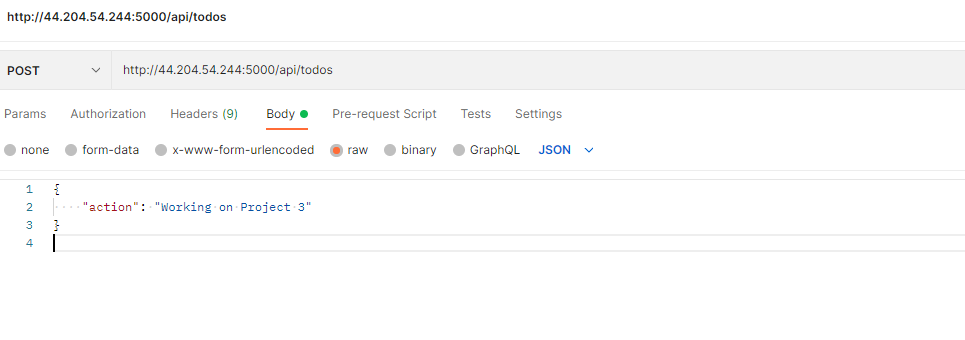 http://44.204.54.244:5000/api/todos
POST http://44.204.54.244:5000/api/todos
Params Authorization Headers (9) Body Pre-request Script Tests Settings
none form-data x-www-form-urlencoded raw binary GraphQL JSON
1 {
2 "action": "Working on Project 3"
3 }
4